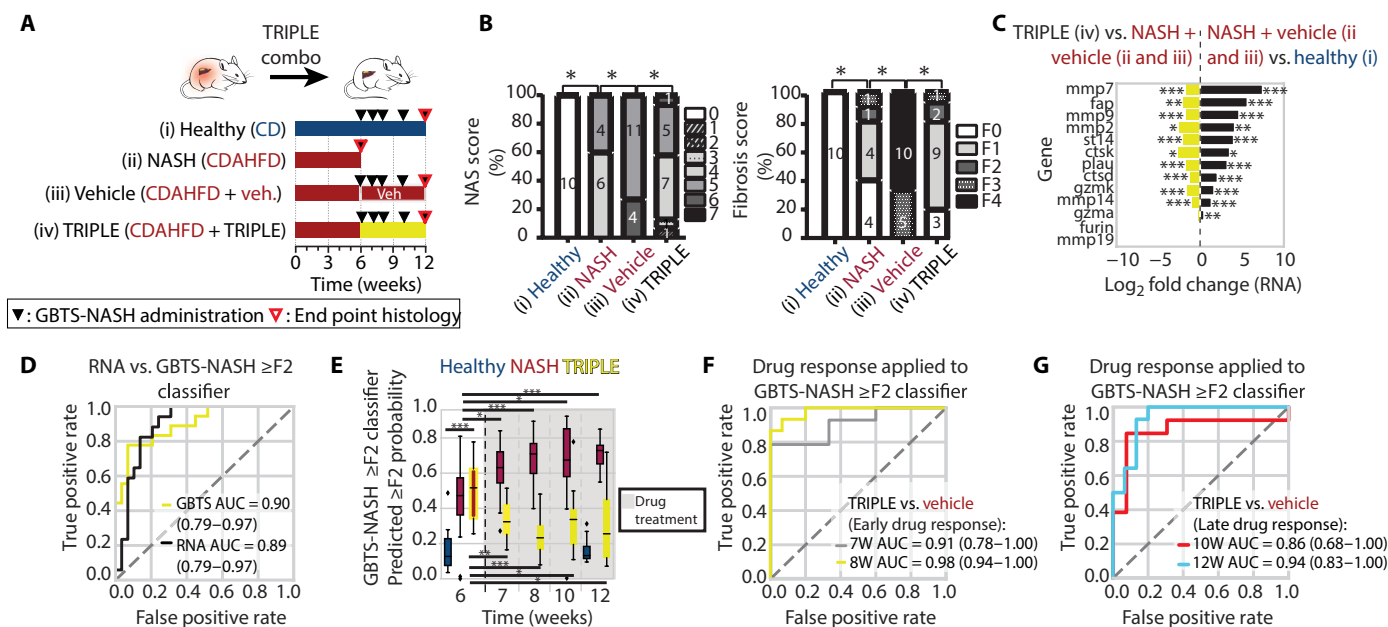 A
TRIPLE
combo
(i) Healthy (CD)
(ii) NASH (CDAHFD)
(iii) Vehicle (CDAHFD + veh.)
Veh
(iv) TRIPLE (CDAHFD + TRIPLE)
0 3 6 9 12
Time (weeks)
▼: GBTS-NASH administration ▼: End point histology
B
* * *
NAS score
(%)
100
80
60
40
20
0
10
4
6
11
4
1
5
7
1
0
1
2
3
4
5
6
7
(i) Healthy
(ii) NASH
(iii) Vehicle
(iv) TRIPLE
* * *
Fibrosis score
(%)
100
80
60
40
20
0
10
1
4
4
10
5
2
9
3
F0
F1
F2
F3
F4
(i) Healthy
(ii) NASH
(iii) Vehicle
(iv) TRIPLE
C
TRIPLE (iv) vs. NASH +
vehicle (ii and iii)
NASH + vehicle (ii
and iii) vs. healthy (i)
Gene
mmp7 *** ***
fap ** ***
mmp9 *** ***
mmp2 * **
st14 *** ***
ctsk * *
plau *** ***
ctsd *** ***
gzmk *** ***
mmp14 *** ***
gzma **
furin
mmp19
−10 −5 0 5 10
Log2 fold change (RNA)
D
RNA vs. GBTS-NASH ≥F2
classifier
True positive rate
1.0
0.8
0.6
0.4
0.2
0.0
GBTS AUC = 0.90
(0.79–0.97)
RNA AUC = 0.89
(0.79–0.97)
0.0 0.2 0.4 0.6 0.8 1.0
False positive rate
E
Healthy NASH TRIPLE
GBTS-NASH ≥F2 classifier
Predicted ≥F2 probability
1.0
0.8
0.6
0.4
0.2
0.0
***
*
***
*
***
**
***
*
*
Drug
treatment
6 7 8 10 12
Time (weeks)
F
Drug response applied to
GBTS-NASH ≥F2 classifier
True positive rate
1.0
0.8
0.6
0.4
0.2
0.0
TRIPLE vs. vehicle
(Early drug response):
7W AUC = 0.91 (0.78–1.00)
8W AUC = 0.98 (0.94–1.00)
0.0 0.2 0.4 0.6 0.8 1.0
False positive rate
G
Drug response applied to
GBTS-NASH ≥F2 classifier
True positive rate
1.0
0.8
0.6
0.4
0.2
0.0
TRIPLE vs. vehicle
(Late drug response):
10W AUC = 0.86 (0.68–1.00)
12W AUC = 0.94 (0.83–1.00)
0.0 0.2 0.4 0.6 0.8 1.0
False positive rate